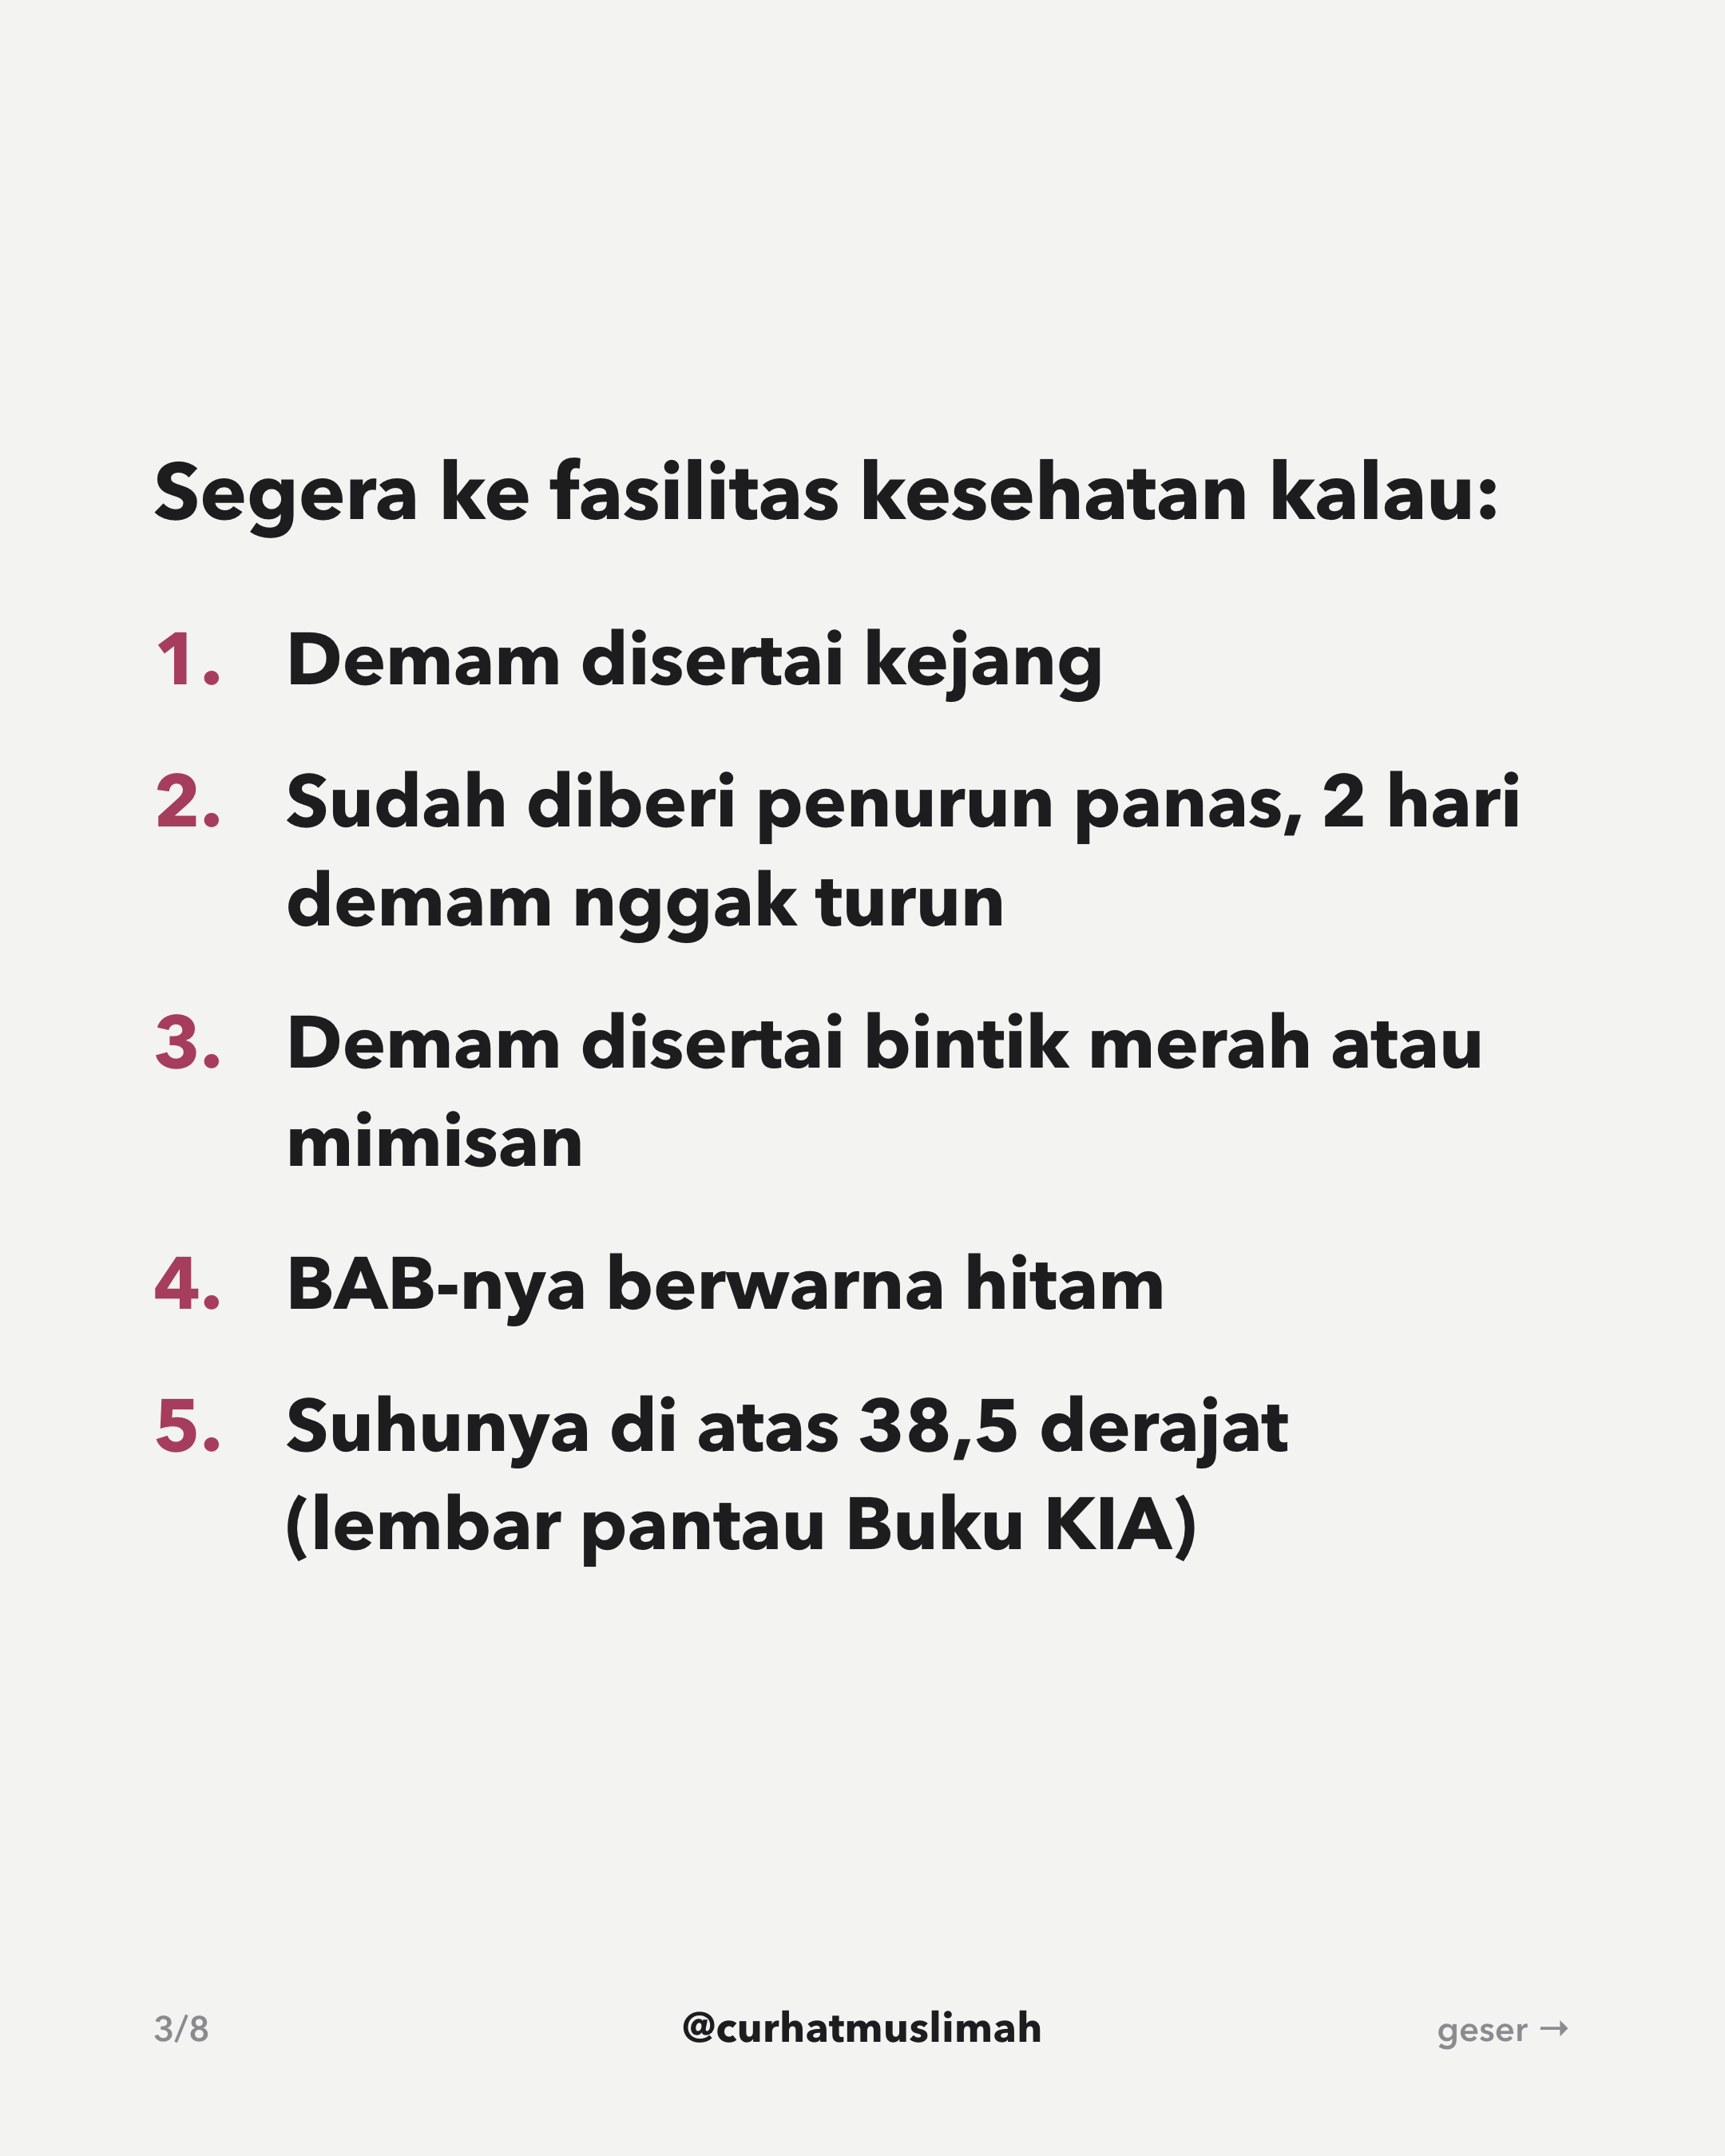 Segera ke fasilitas kesehatan kalau:
1. Demam disertai kejang
2. Sudah diberi penurun panas, 2 hari
demam nggak turun
3. Demam disertai bintik merah atau
mimisan
4. BAB-nya berwarna hitam
5. Suhunya di atas 38,5 derajat
(lembar pantau Buku KIA)
3/8 @curhatmuslimah geser →